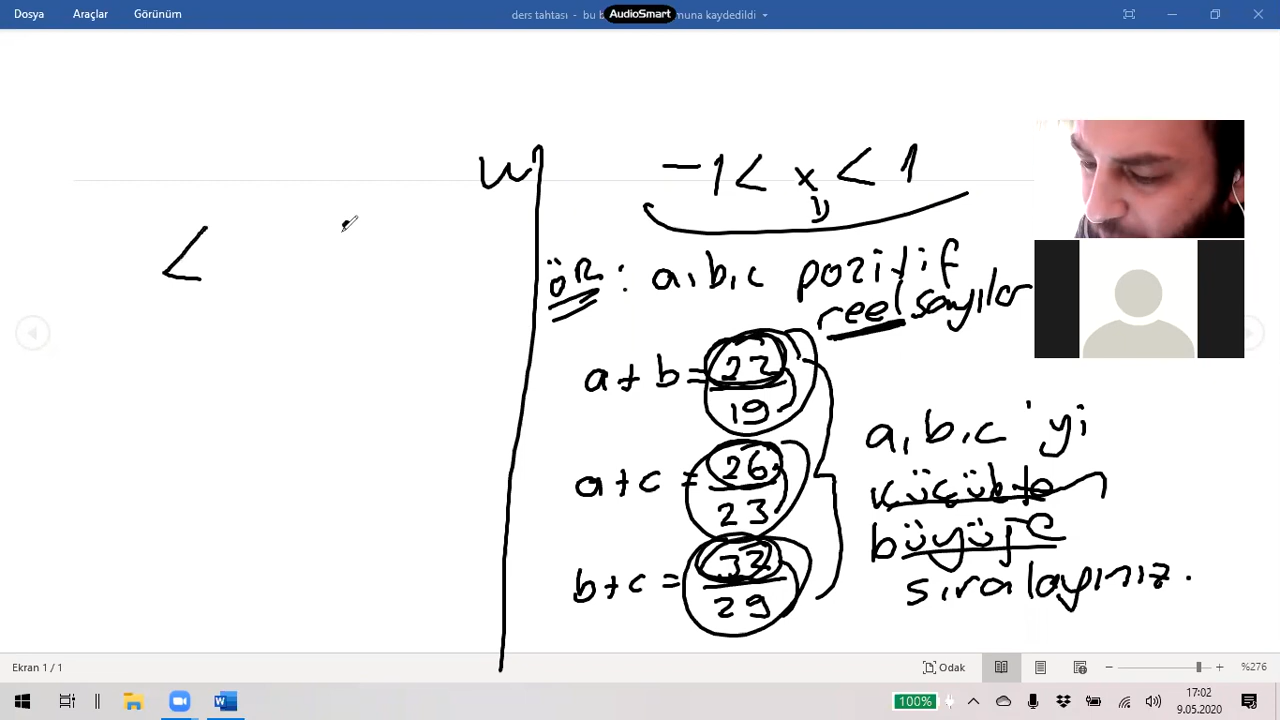 Dosya Araçlar Görünüm
ders tahtası - bu b
AudioSmart
muna kaydedildi
-1 < x < 1
<
ÖR: a,b,c pozitif
reel sayılar
a+b = 22/19
a+c = 26/23
b+c = 32/29
a,b,c'yi
küçükten
büyüğe
sıralayınız.
Ekran 1 / 1
Odak
%276
100%
17:02
9.05.2020